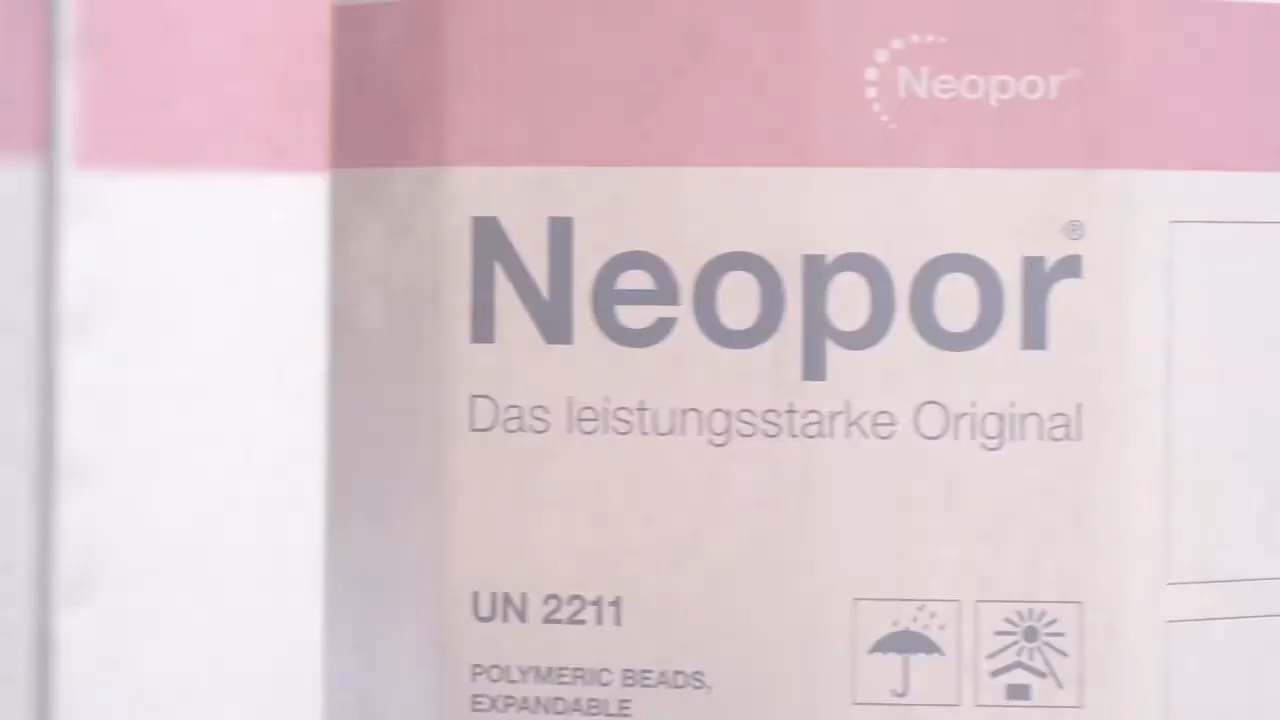 Neopor®
Neopor®
Das leistungsstarke Original
UN 2211
POLYMERIC BEADS,
EXPANDABLE